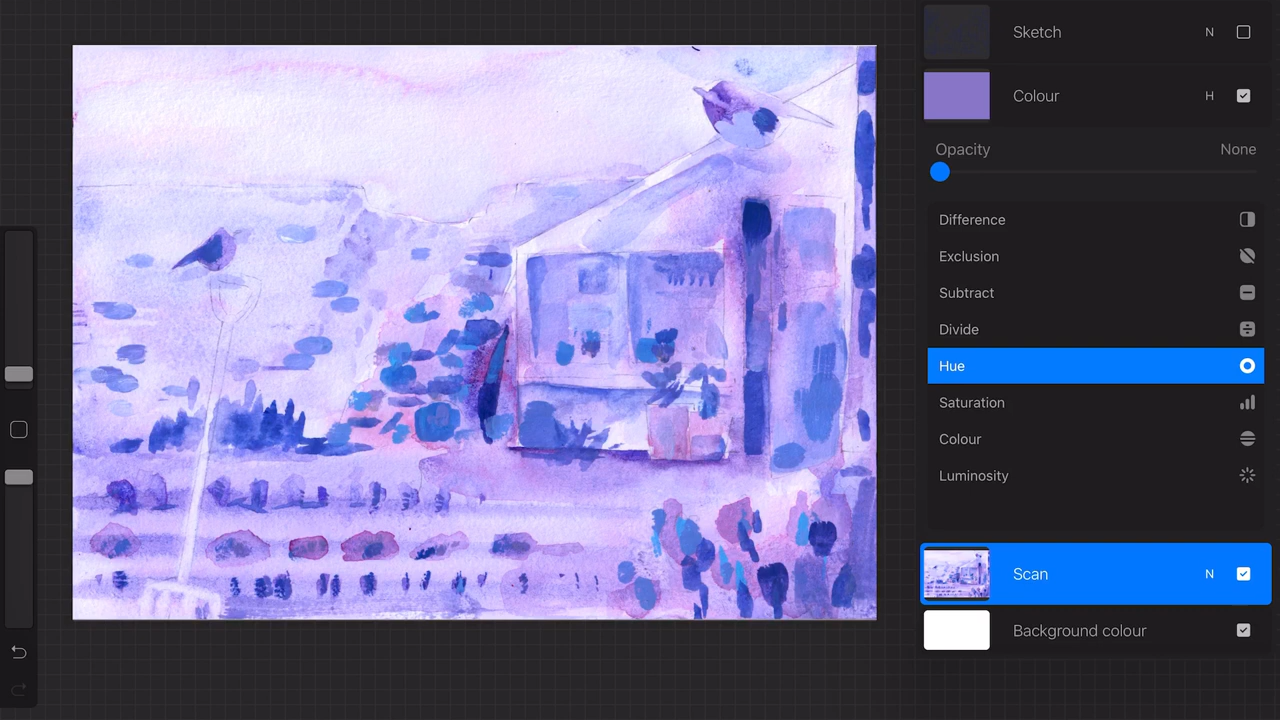 Sketch N
Colour H
Opacity None
Difference
Exclusion
Subtract
Divide
Hue
Saturation
Colour
Luminosity
Scan N
Background colour